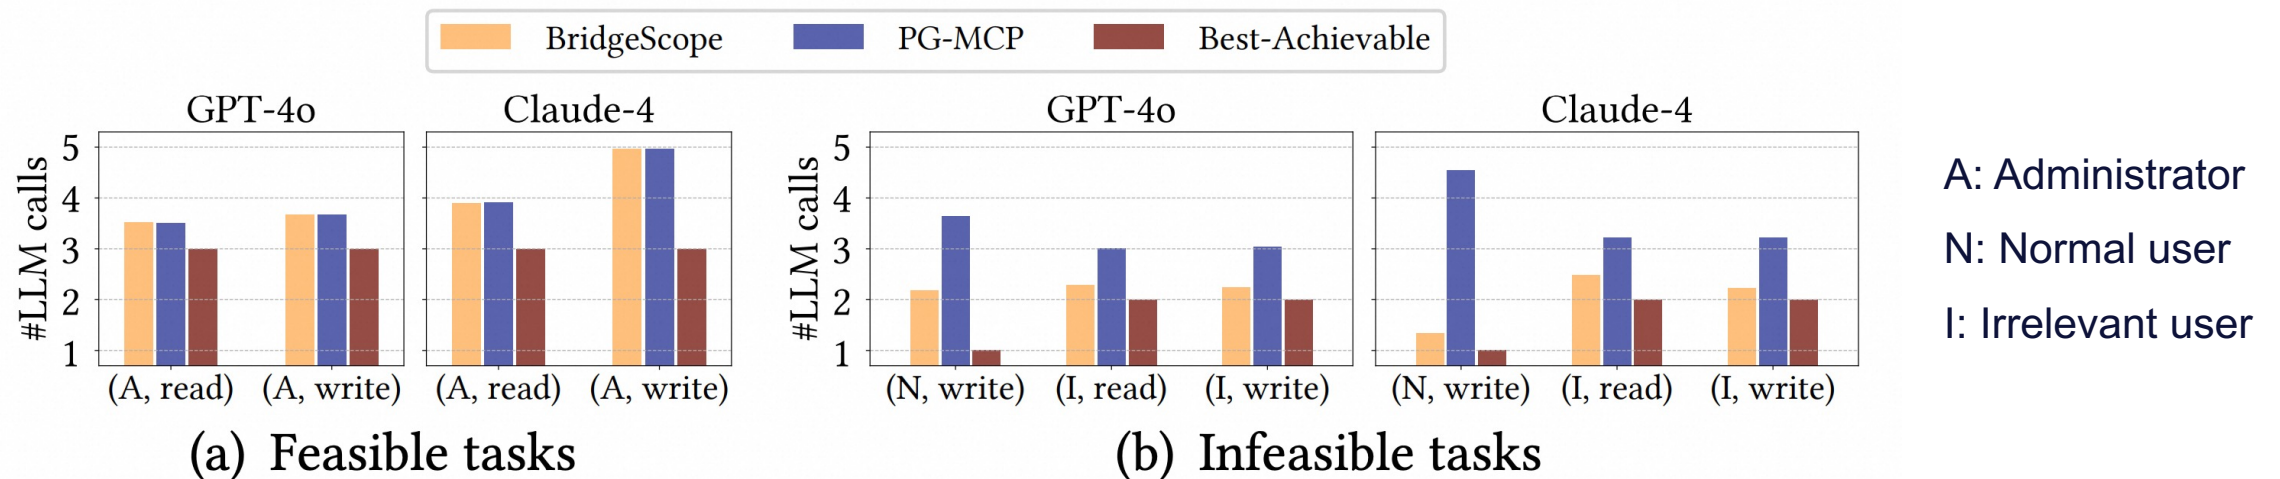 BridgeScope PG-MCP Best-Achievable
GPT-4o Claude-4
#LLM calls
5
4
3
2
1
(A, read) (A, write) (A, read) (A, write)
(a) Feasible tasks
GPT-4o Claude-4
#LLM calls
5
4
3
2
1
(N, write) (I, read) (I, write) (N, write) (I, read) (I, write)
(b) Infeasible tasks
A: Administrator
N: Normal user
I: Irrelevant user